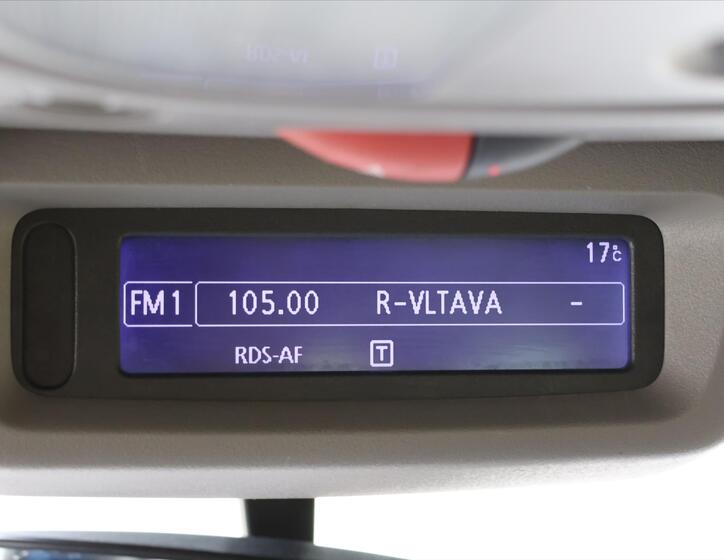 17°C
FM1 105.00 R-VLTAVA -
RDS-AF T